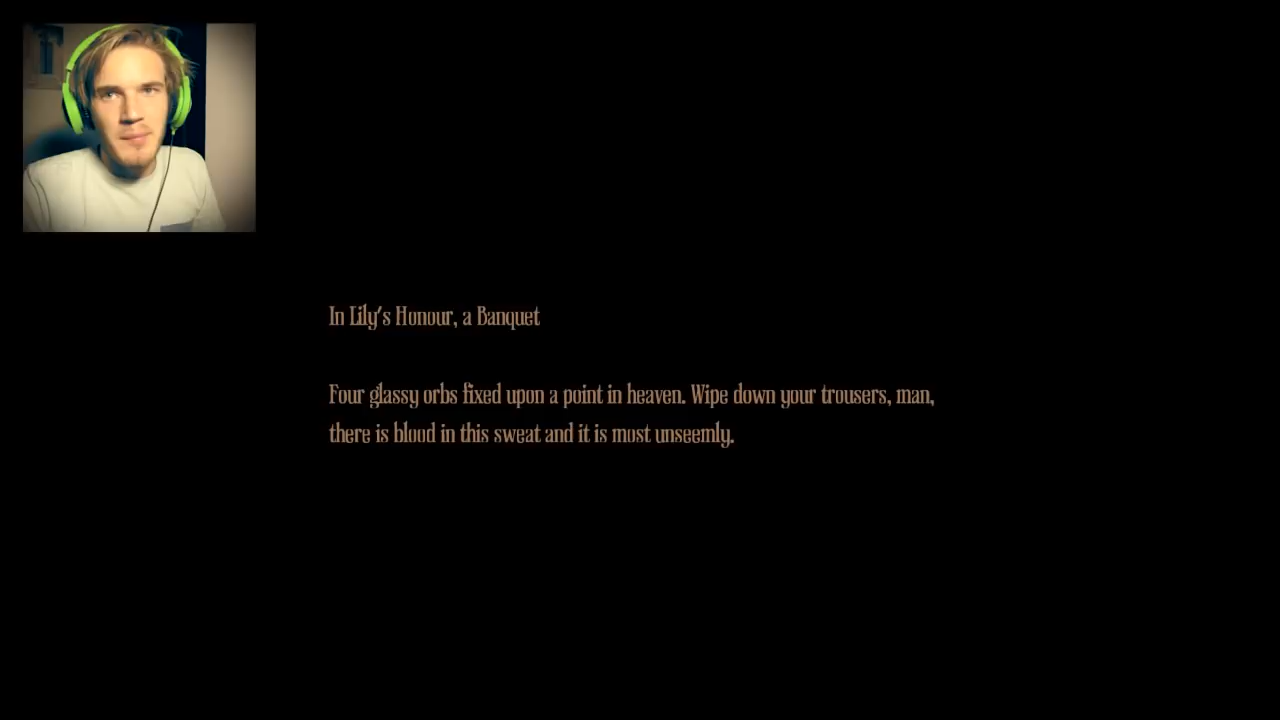 In Lily's Honour, a Banquet
Four glassy orbs fixed upon a point in heaven. Wipe down your trousers, man,
there is blood in this sweat and it is most unseemly.